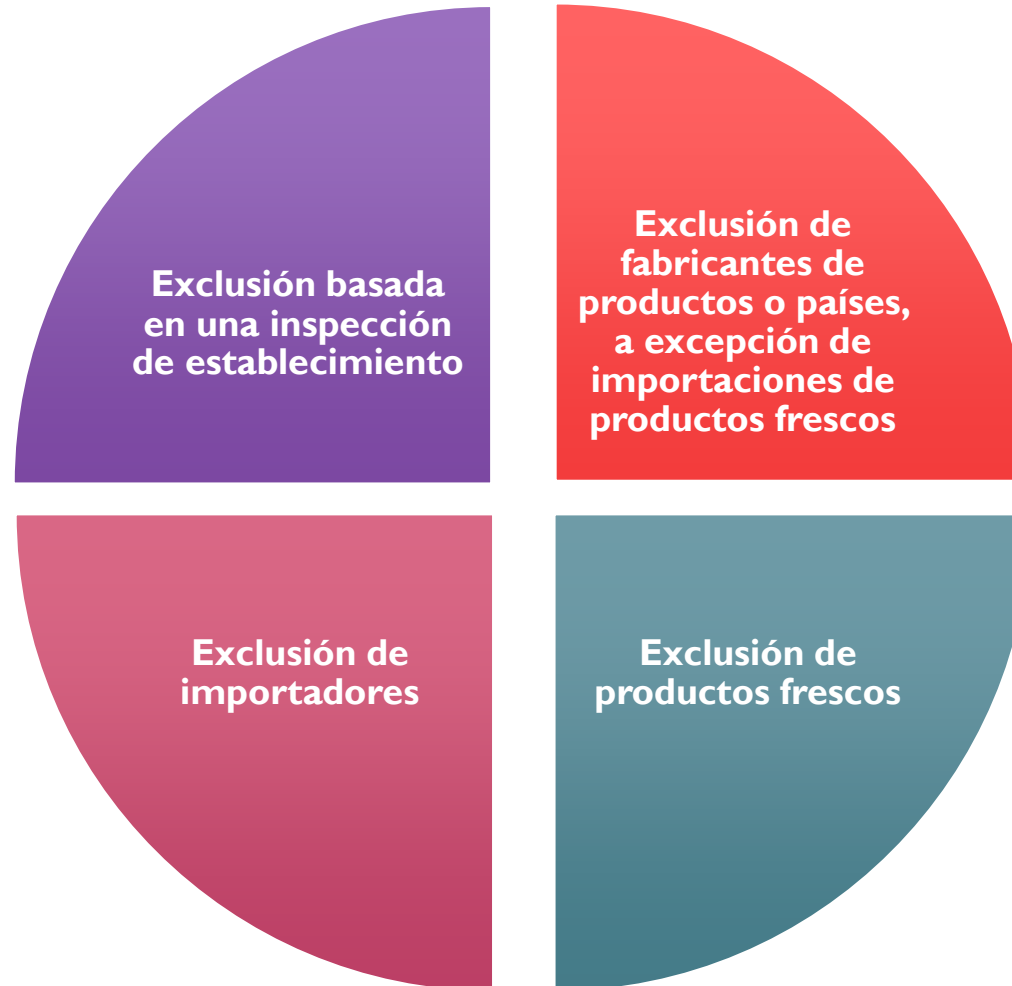 Exclusión basada
en una inspección
de establecimiento
Exclusión de
fabricantes de
productos o países,
a excepción de
importaciones de
productos frescos
Exclusión de
importadores
Exclusión de
productos frescos